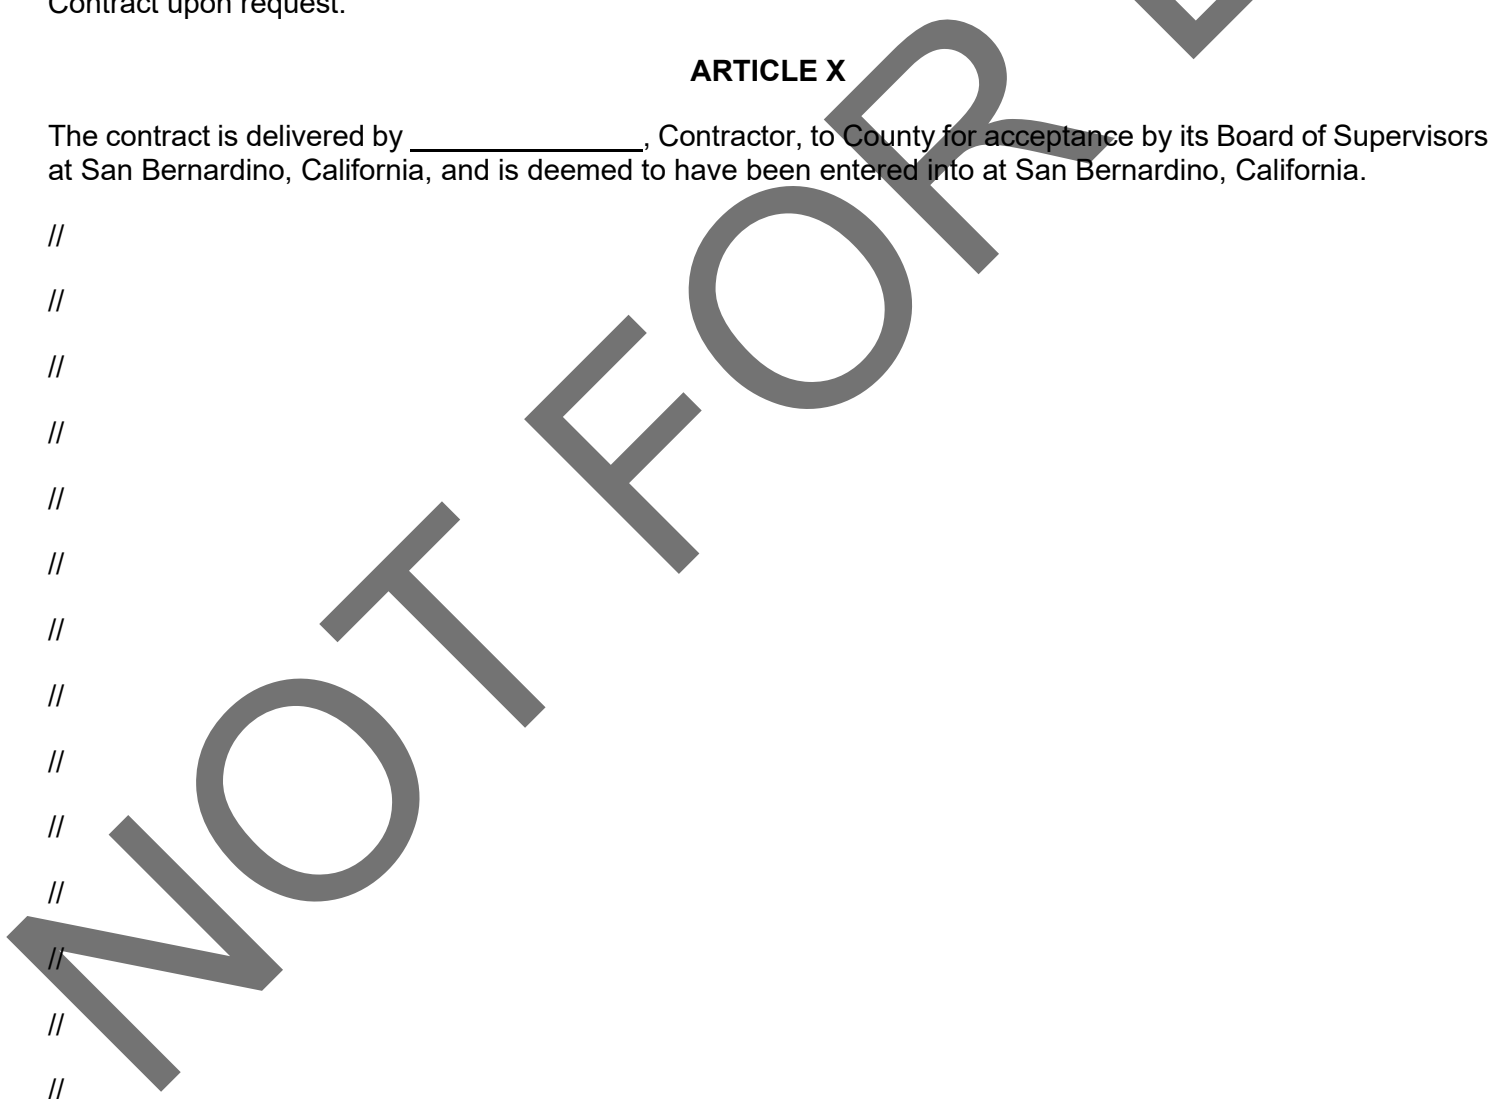 Contract upon request.
ARTICLE X
The contract is delivered by ______________, Contractor, to County for acceptance by its Board of Supervisors
at San Bernardino, California, and is deemed to have been entered into at San Bernardino, California.
//
//
//
//
//
//
//
//
//
//
//
//
//
//
NOT FOR